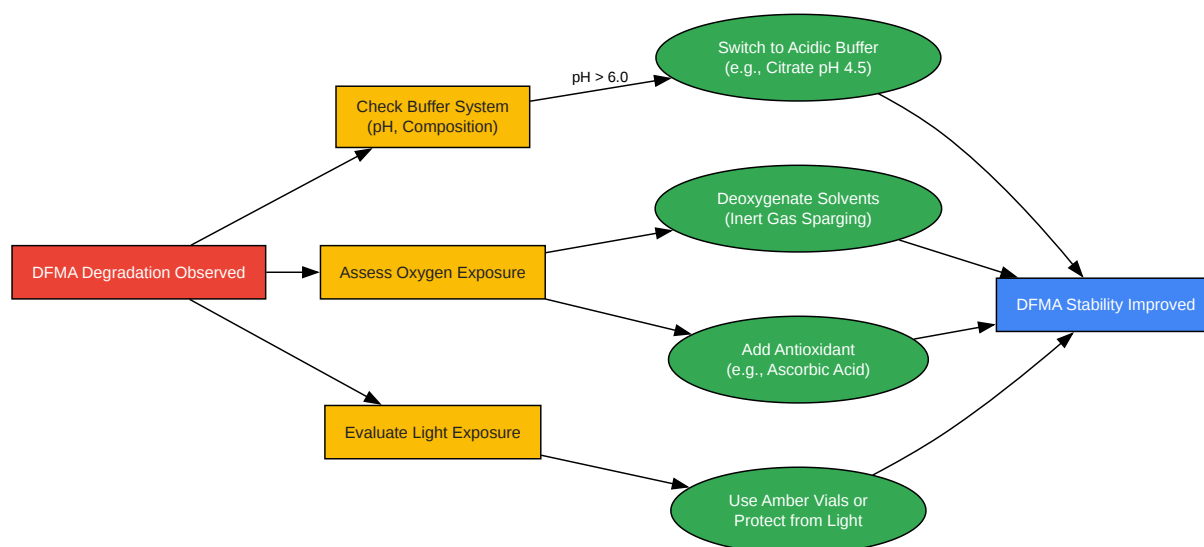 Switch to Acidic Buffer
(e.g., Citrate pH 4.5)
pH > 6.0
Check Buffer System
(pH, Composition)
Deoxygenate Solvents
(Inert Gas Sparging)
DFMA Degradation Observed
Assess Oxygen Exposure
DFMA Stability Improved
Add Antioxidant
(e.g., Ascorbic Acid)
Evaluate Light Exposure
Use Amber Vials or
Protect from Light